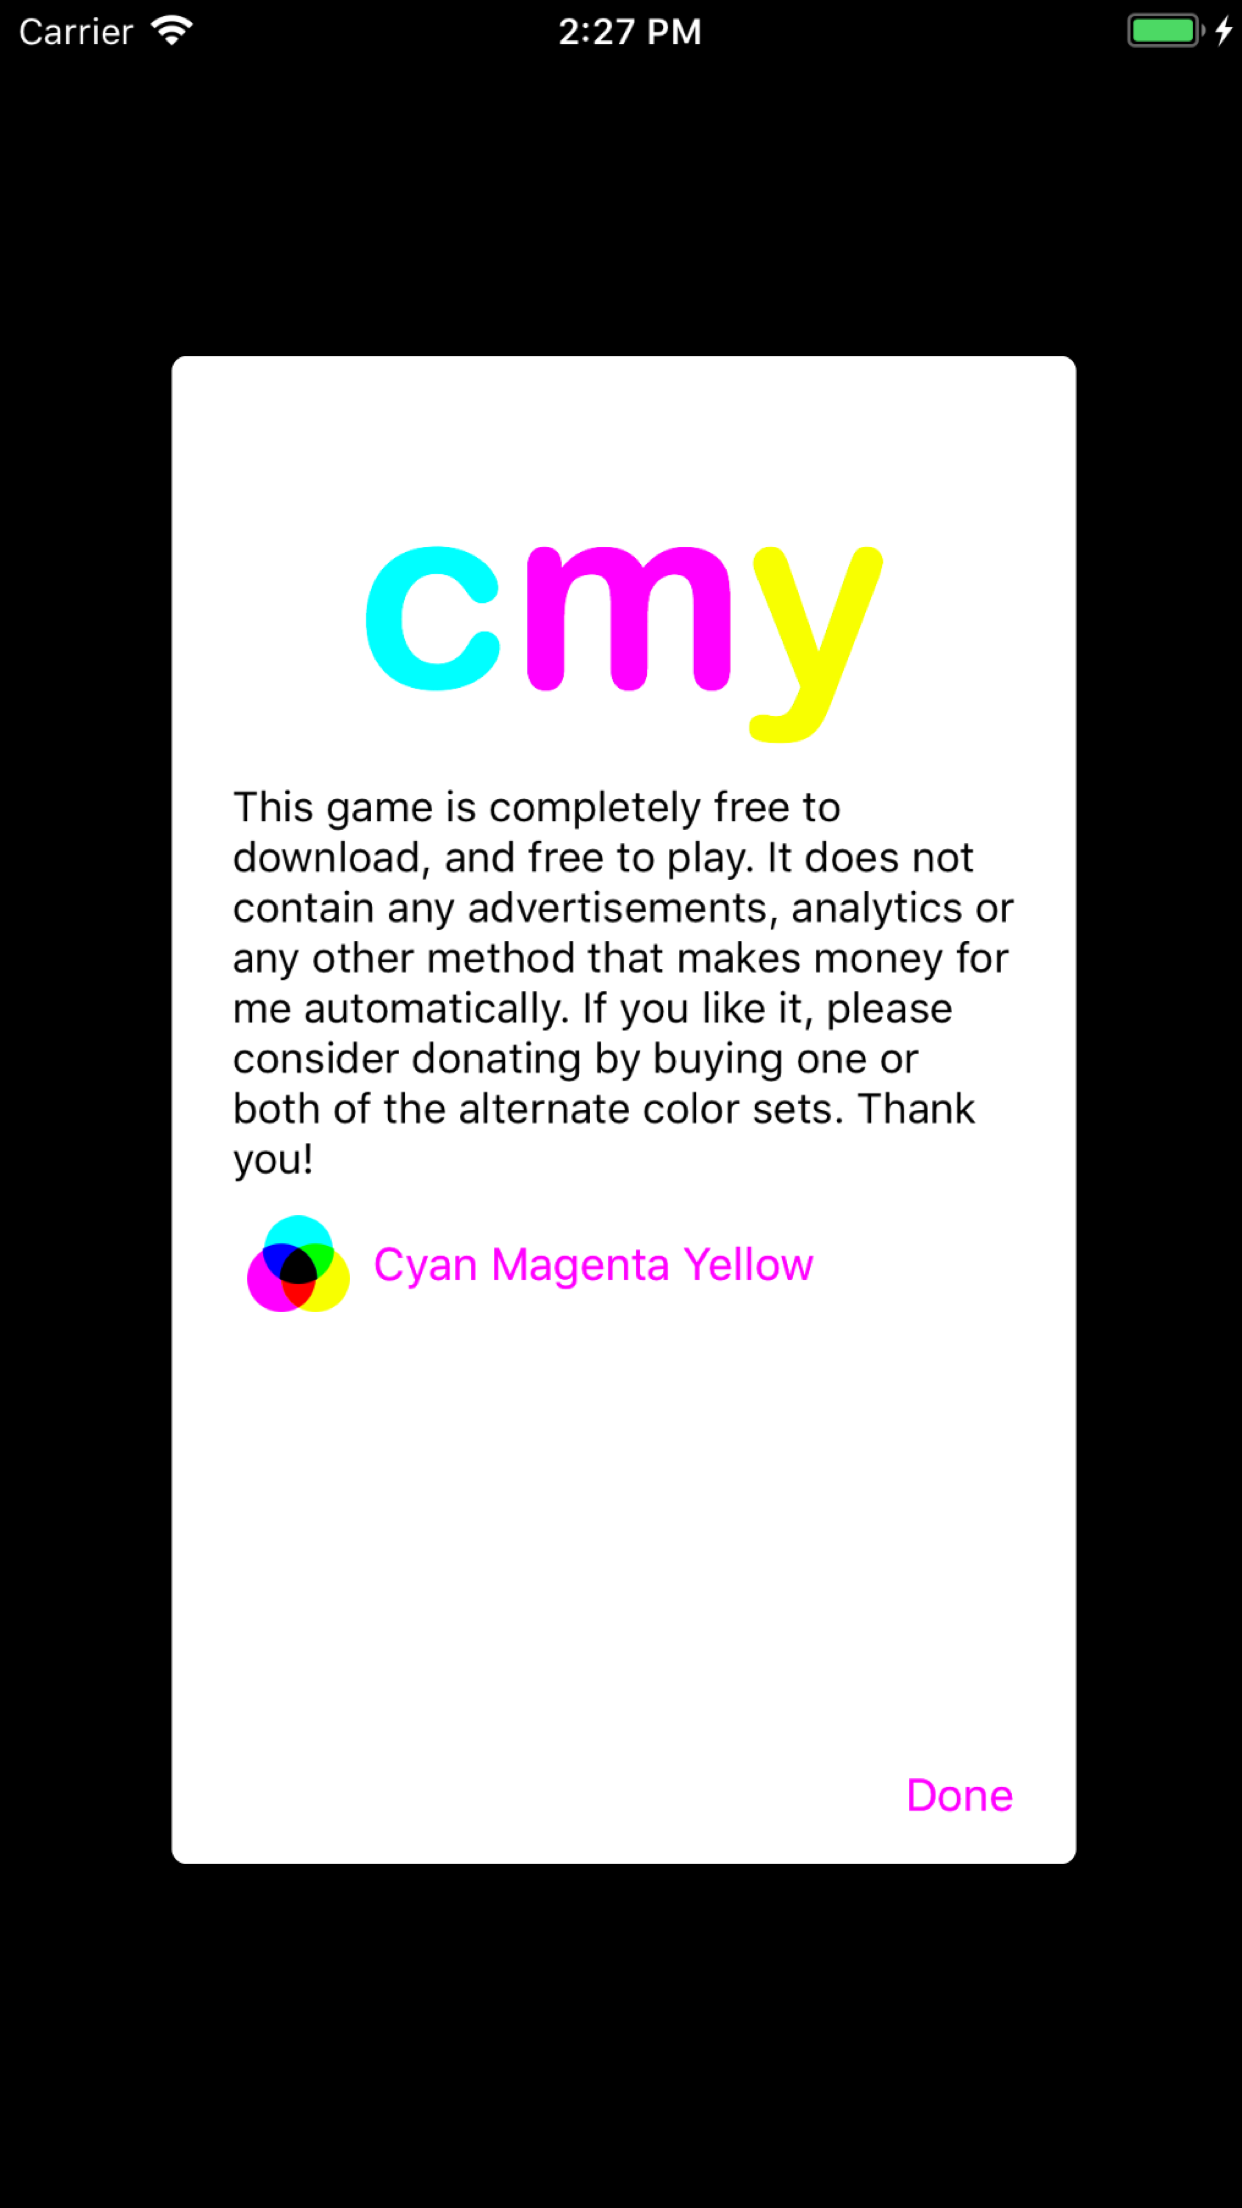 Carrier 2:27 PM
cmy
This game is completely free to
download, and free to play. It does not
contain any advertisements, analytics or
any other method that makes money for
me automatically. If you like it, please
consider donating by buying one or
both of the alternate color sets. Thank
you!
Cyan Magenta Yellow
Done